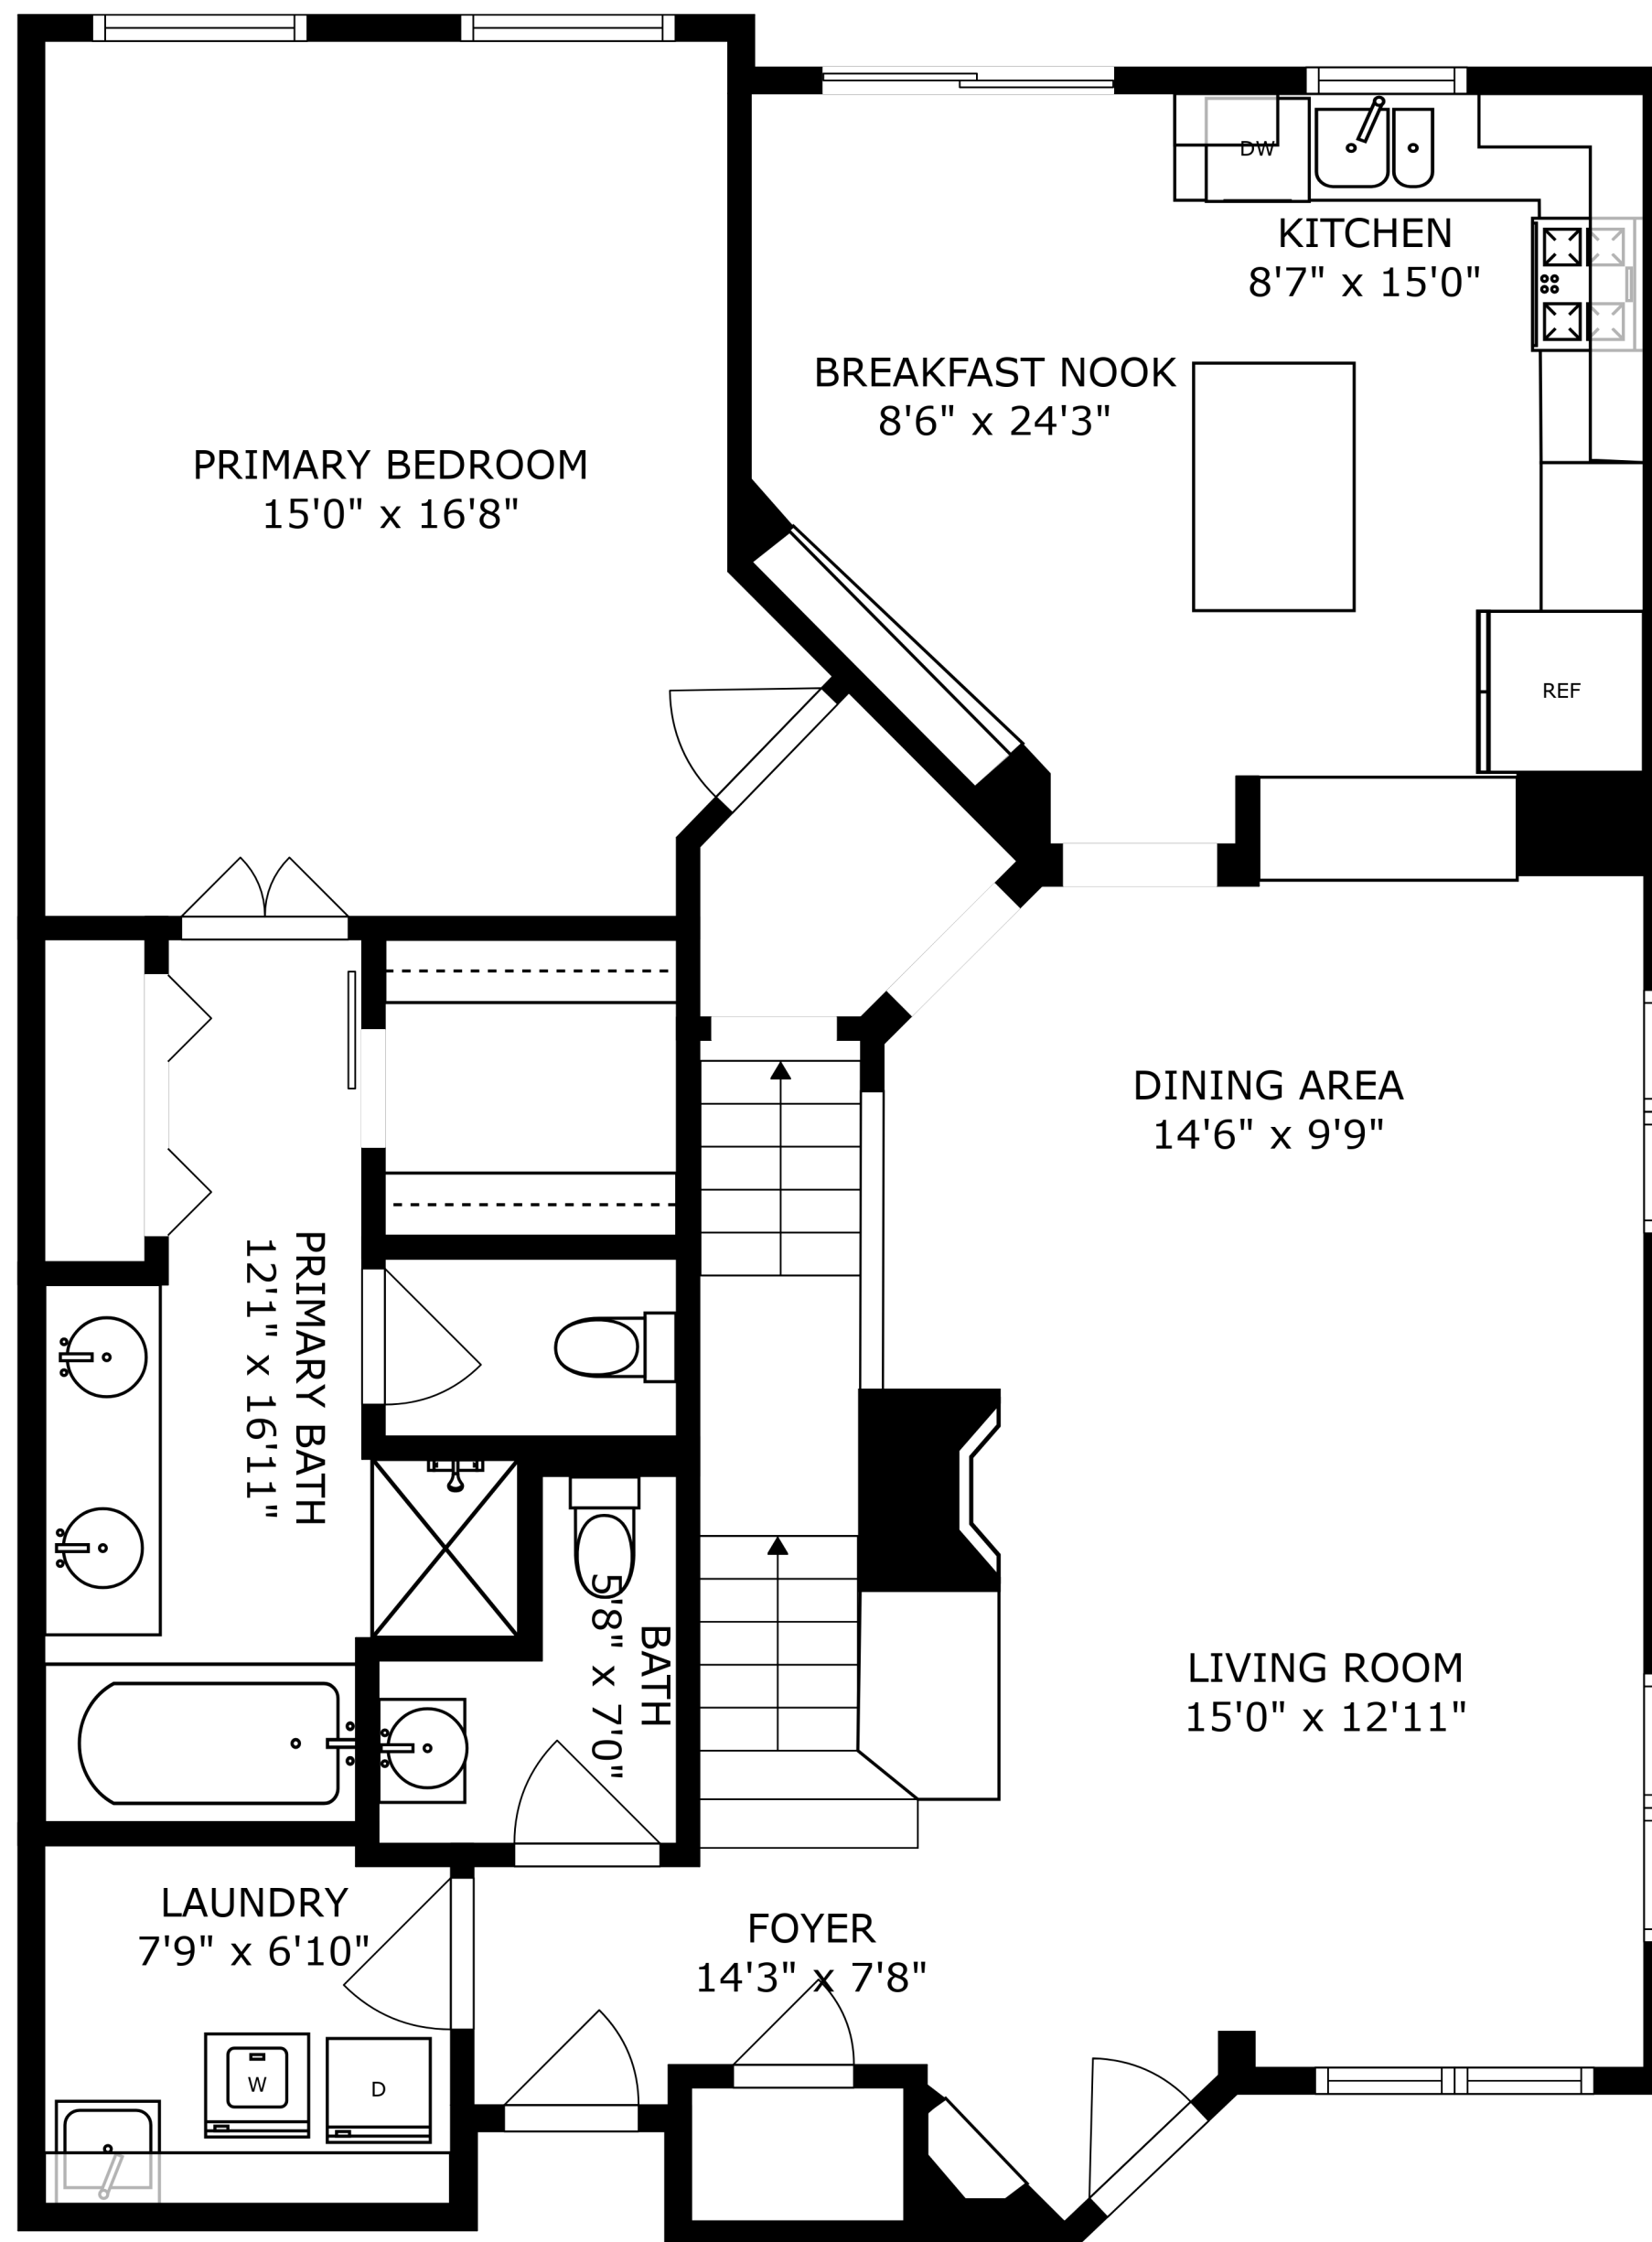 DW
KITCHEN
8'7" x 15'0"
BREAKFAST NOOK
8'6" x 24'3"
PRIMARY BEDROOM
15'0" x 16'8"
REF
DINING AREA
14'6" x 9'9"
PRIMARY BATH
12'1" x 16'11"
BATH
5'8" x 7'0"
LIVING ROOM
15'0" x 12'11"
LAUNDRY
7'9" x 6'10"
FOYER
14'3" x 7'8"
W
D